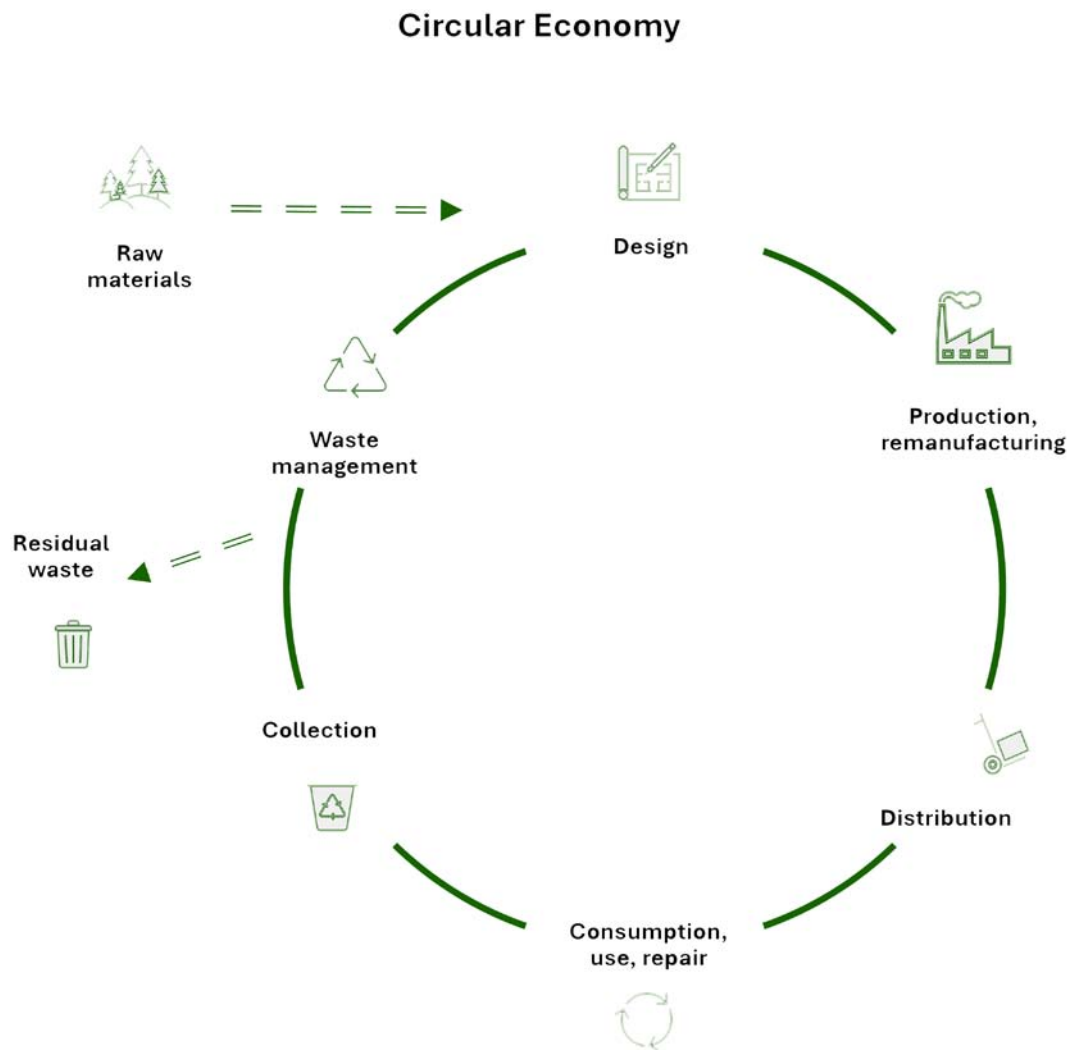 Circular Economy
Raw
materials
Design
Production,
remanufacturing
Waste
management
Residual
waste
Collection
Distribution
Consumption,
use, repair